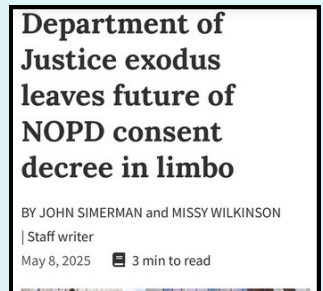 Department of
Justice exodus
leaves future of
NOPD consent
decree in limbo
BY JOHN SIMERMAN and MISSY WILKINSON
| Staff writer
May 8, 2025 3 min to read